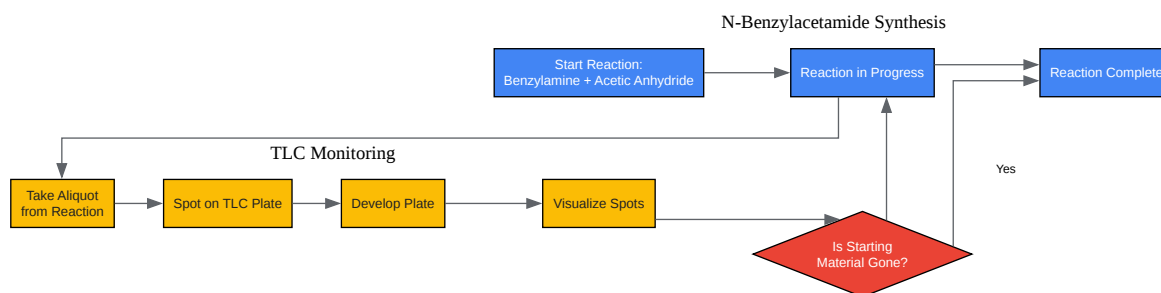 N-Benzylacetamide Synthesis
Start Reaction:
Benzylamine + Acetic Anhydride
Reaction in Progress
Reaction Complete
TLC Monitoring
Yes
Take Aliquot
from Reaction
Spot on TLC Plate
Develop Plate
Visualize Spots
Is Starting
Material Gone?